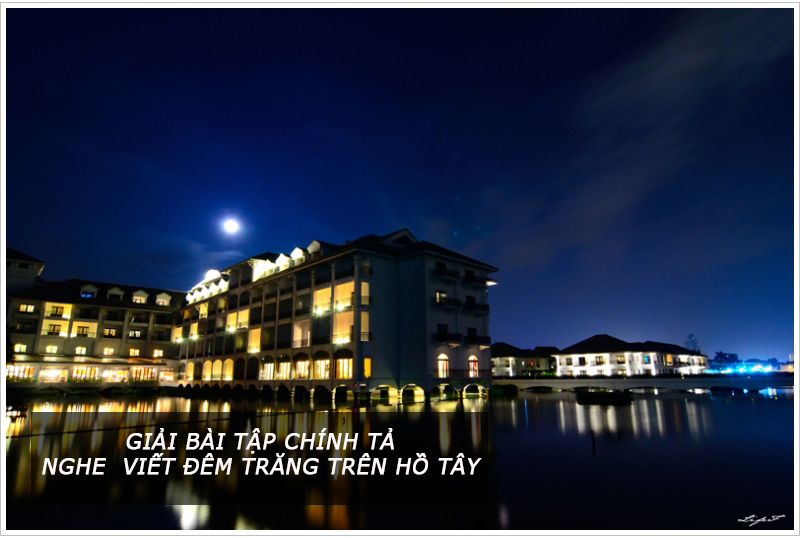 GIẢI BÀI TẬP CHÍNH TẢ
NGHE VIẾT ĐÊM TRĂNG TRÊN HỒ TÂY